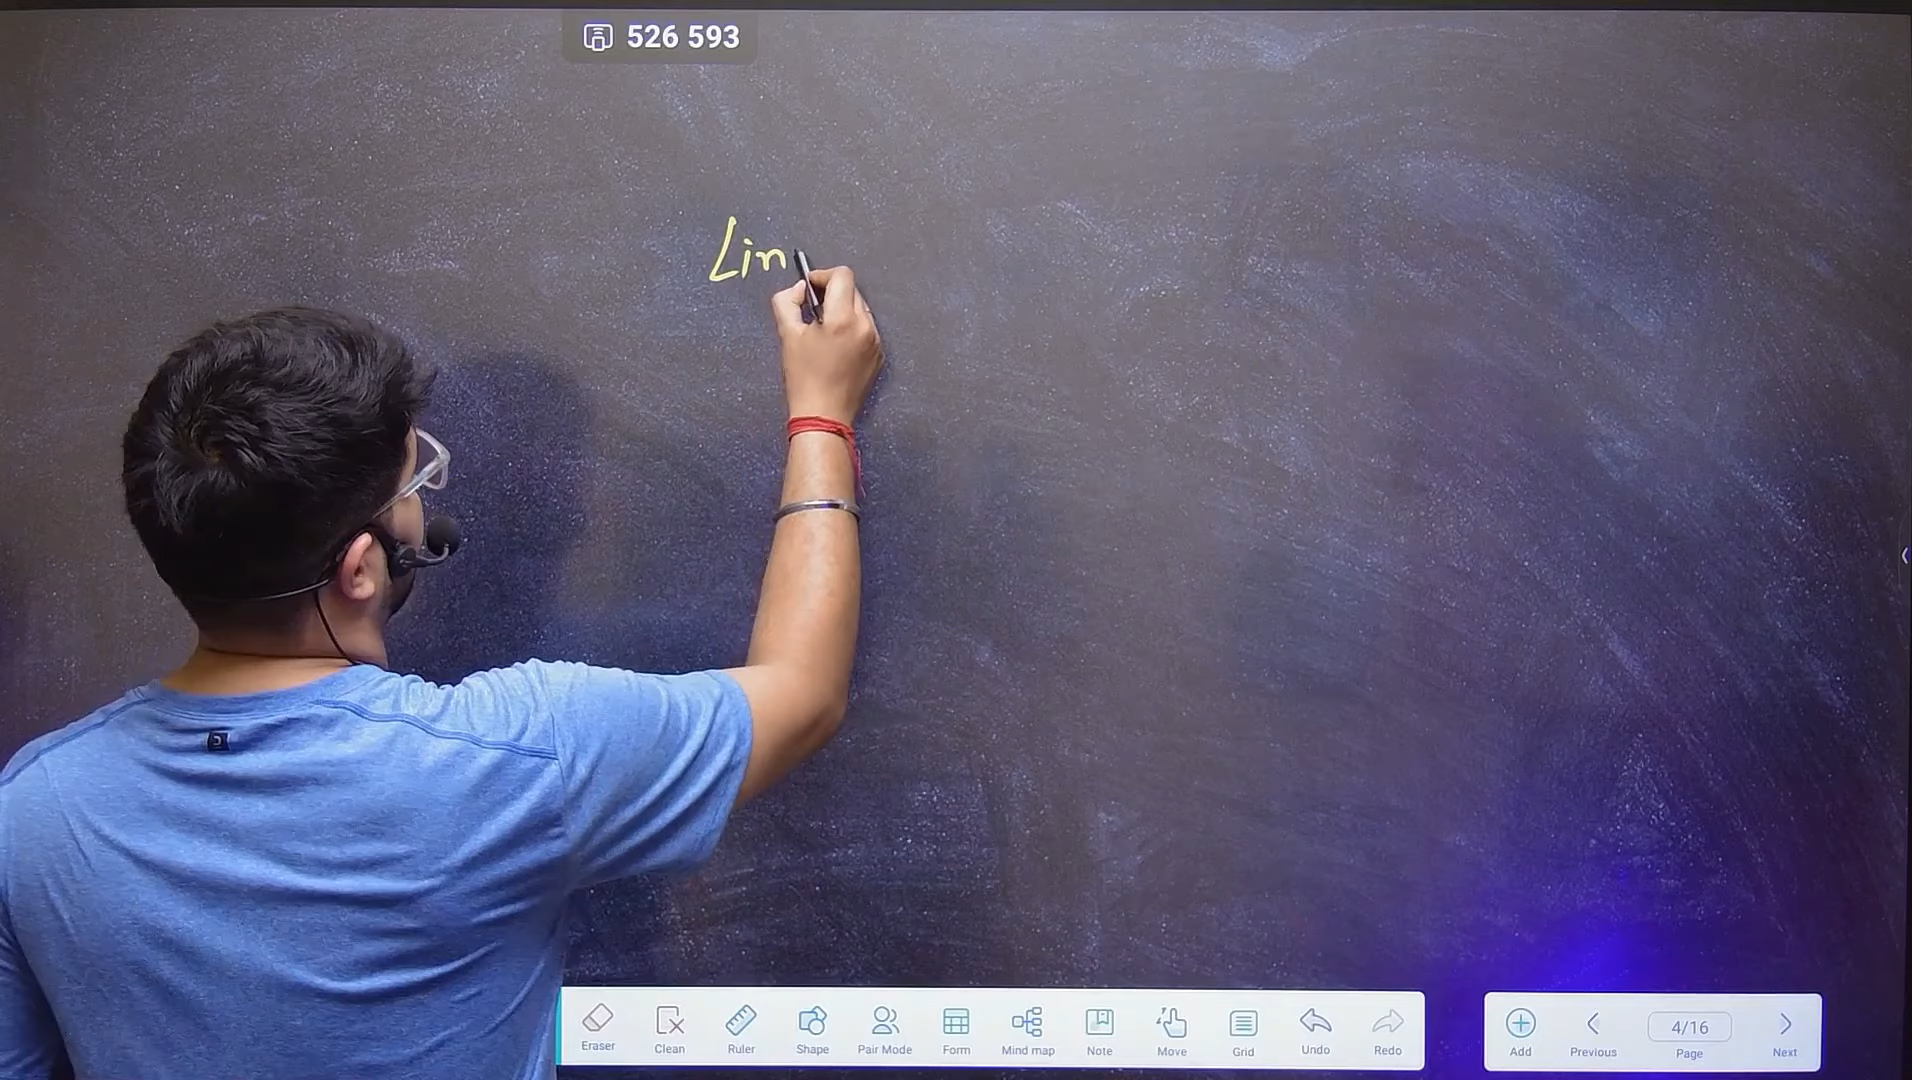 526 593
Lin
Eraser
Clean
Ruler
Shape
Pair Mode
Form
Mind map
Note
Move
Grid
Undo
Redo
Add
Previous
4/16
Page
Next